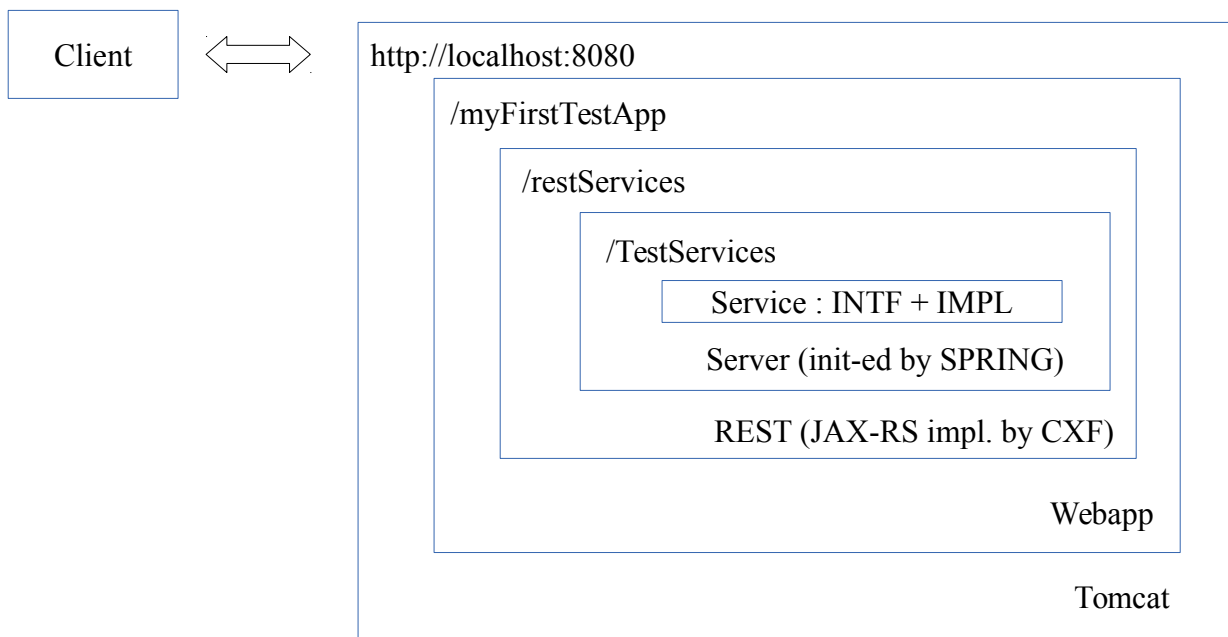 Client
http://localhost:8080
/myFirstTestApp
/restServices
/TestServices
Service : INTF + IMPL
Server (init-ed by SPRING)
REST (JAX-RS impl. by CXF)
Webapp
Tomcat